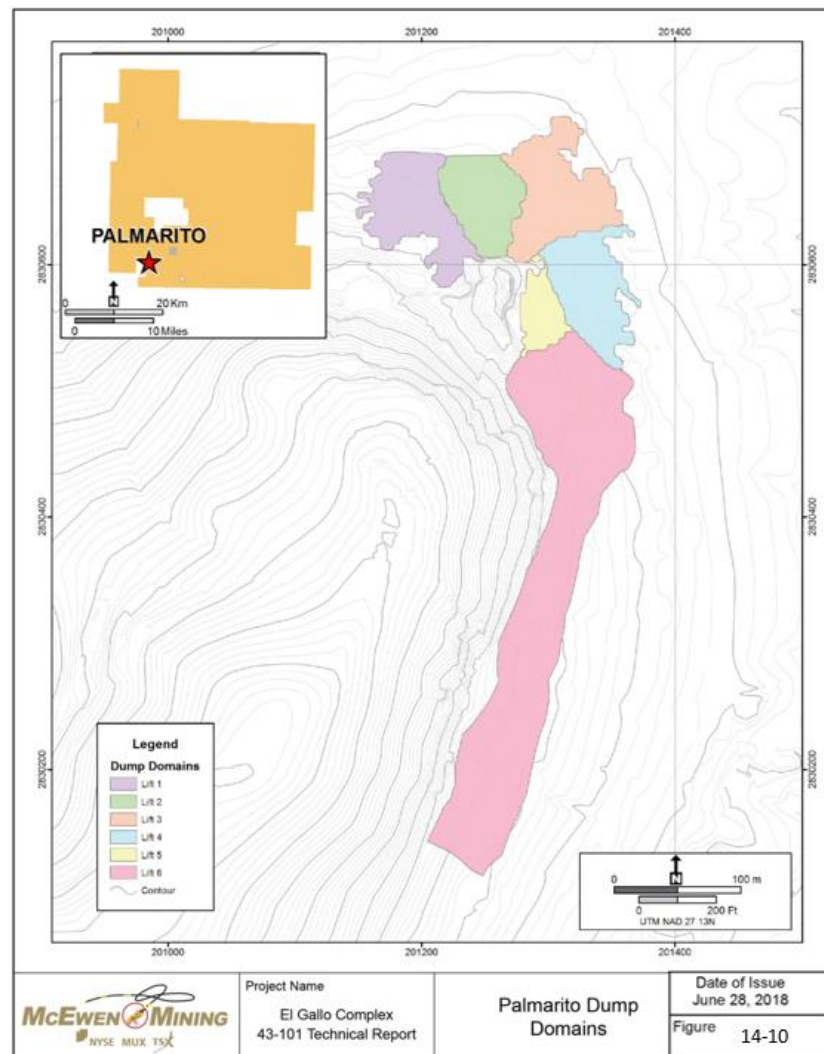 201000
201200
201400
PALMARITO
N
0 20 Km
0 10 Miles
2830600
2830600
2830400
2830400
2830200
2830200
Legend
Dump Domains
Lift 1
Lift 2
Lift 3
Lift 4
Lift 5
Lift 6
Contour
N
0 100 m
0 200 Ft
UTM NAD 27 13N
201000
201200
201400
MCEWEN MINING
NYSE MUX TSX
Project Name
El Gallo Complex
43-101 Technical Report
Palmarito Dump
Domains
Date of Issue
June 28, 2018
Figure 14-10